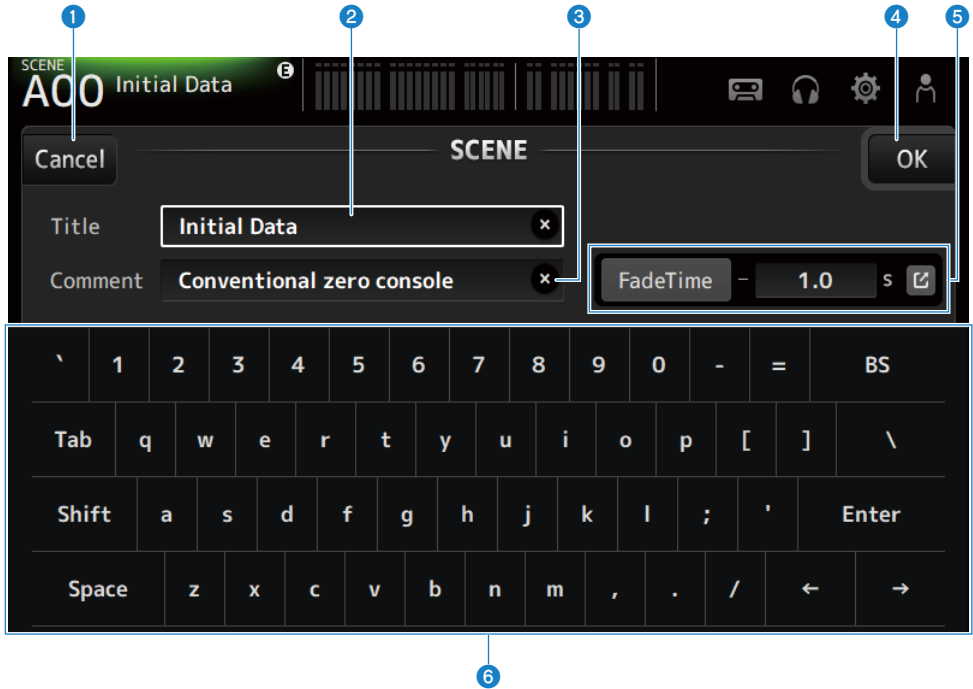 1 2 3 4 5
SCENE
A00 Initial Data E
Cancel SCENE OK
Title Initial Data ×
Comment Conventional zero console × FadeTime – 1.0 s
` 1 2 3 4 5 6 7 8 9 0 - = BS
Tab q w e r t y u i o p [ ] \
Shift a s d f g h j k l ; ' Enter
Space z x c v b n m , . / ← →
6